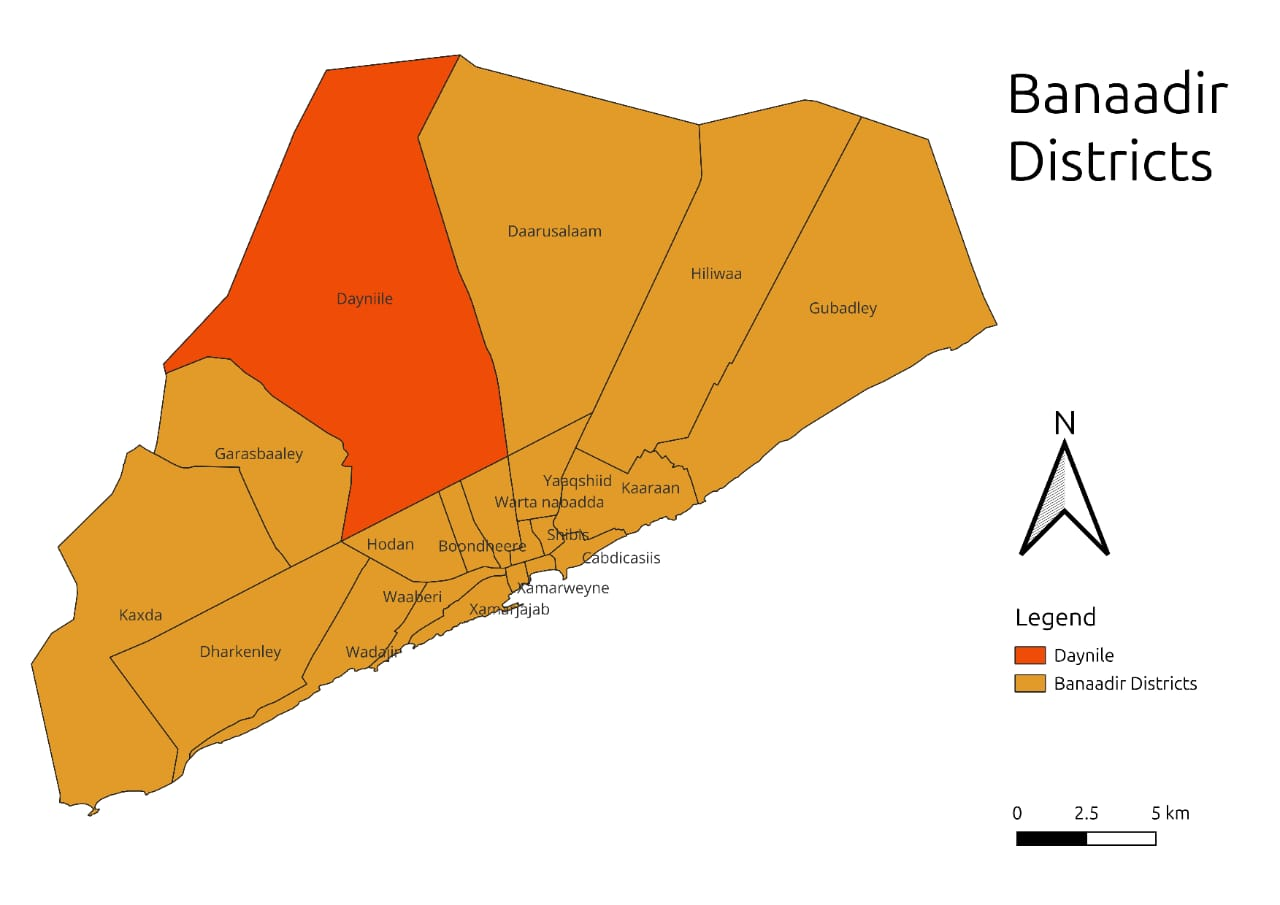 Banaadir
Districts
Daarusalaam
Hiliwaa
Dayniile
Gubadley
Garasbaaley
Yaaqshiid
Kaaraan
Warta nabadda
Shibis
Hodan
Boondheere
Cabdicasiis
Xamarweyne
Waaberi
Xamarjajab
Kaxda
Dharkenley
Wadajir
N
Legend
Daynile
Banaadir Districts
0 2.5 5 km